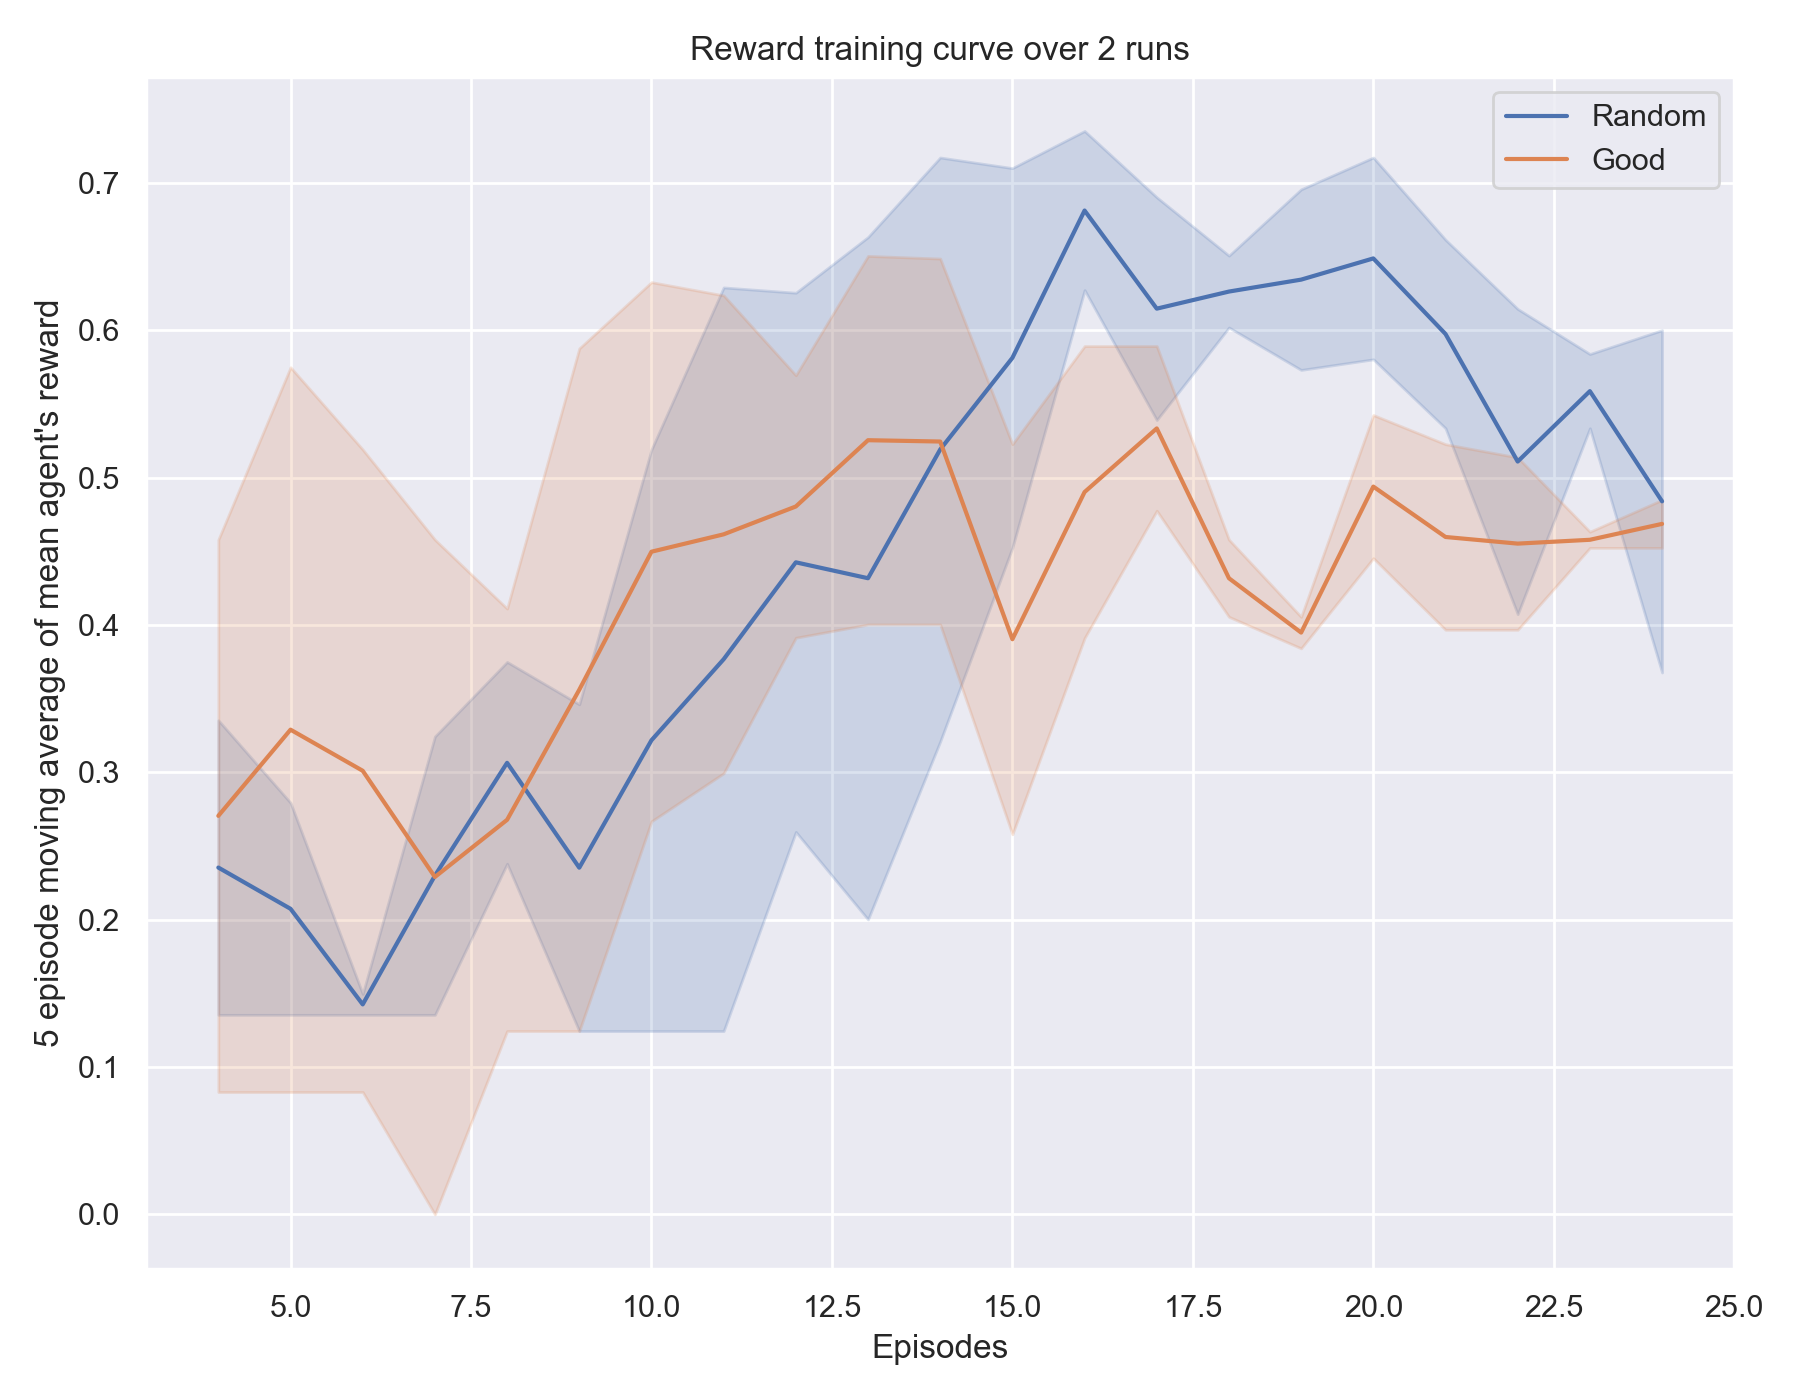 Reward training curve over 2 runs
Random
Good
5 episode moving average of mean agent's reward
0.7
0.6
0.5
0.4
0.3
0.2
0.1
0.0
5.0 7.5 10.0 12.5 15.0 17.5 20.0 22.5 25.0
Episodes